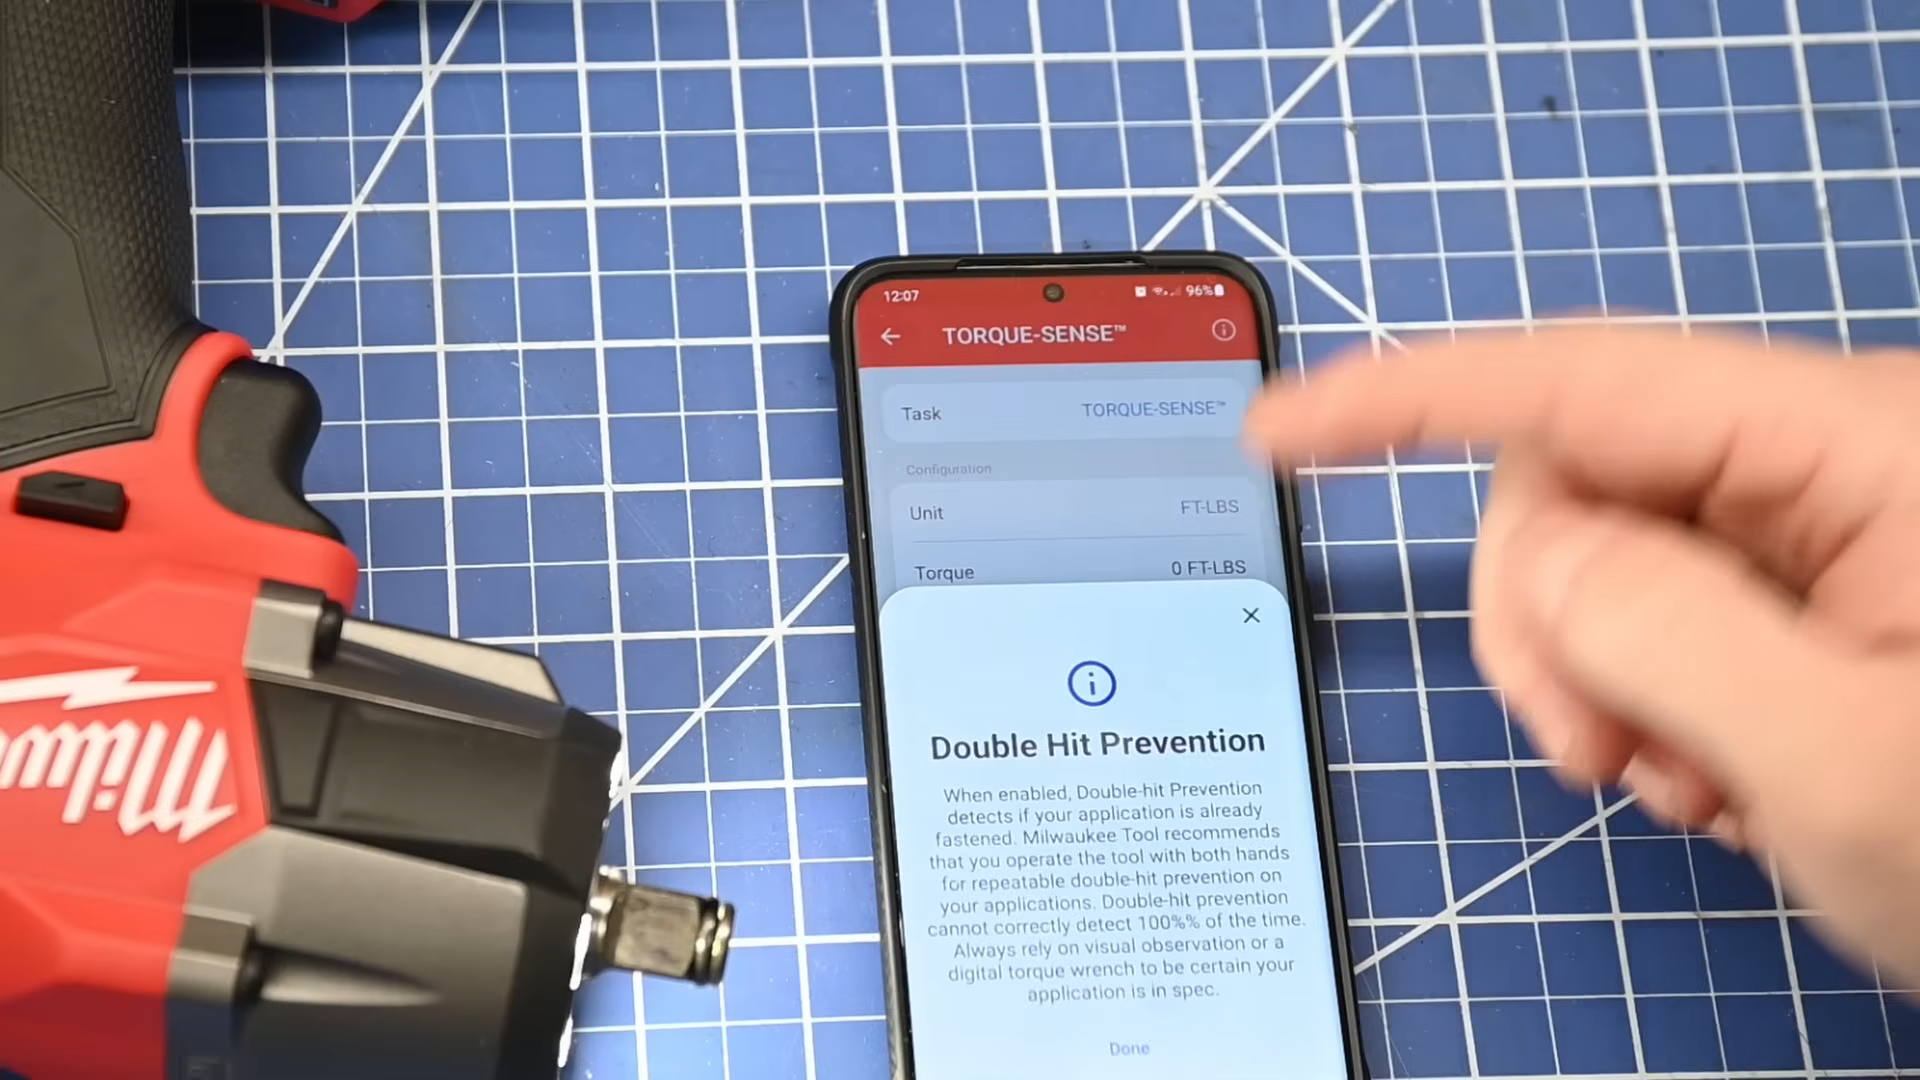 12:07
96%
TORQUE-SENSE™
Task
TORQUE-SENSE™
Configuration
Unit
FT-LBS
Torque
0 FT-LBS
Double Hit Prevention
When enabled, Double-hit Prevention
detects if your application is already
fastened. Milwaukee Tool recommends
that you operate the tool with both hands
for repeatable double-hit prevention on
your applications. Double-hit prevention
cannot correctly detect 100%% of the time.
Always rely on visual observation or a
digital torque wrench to be certain your
application is in spec.
Done